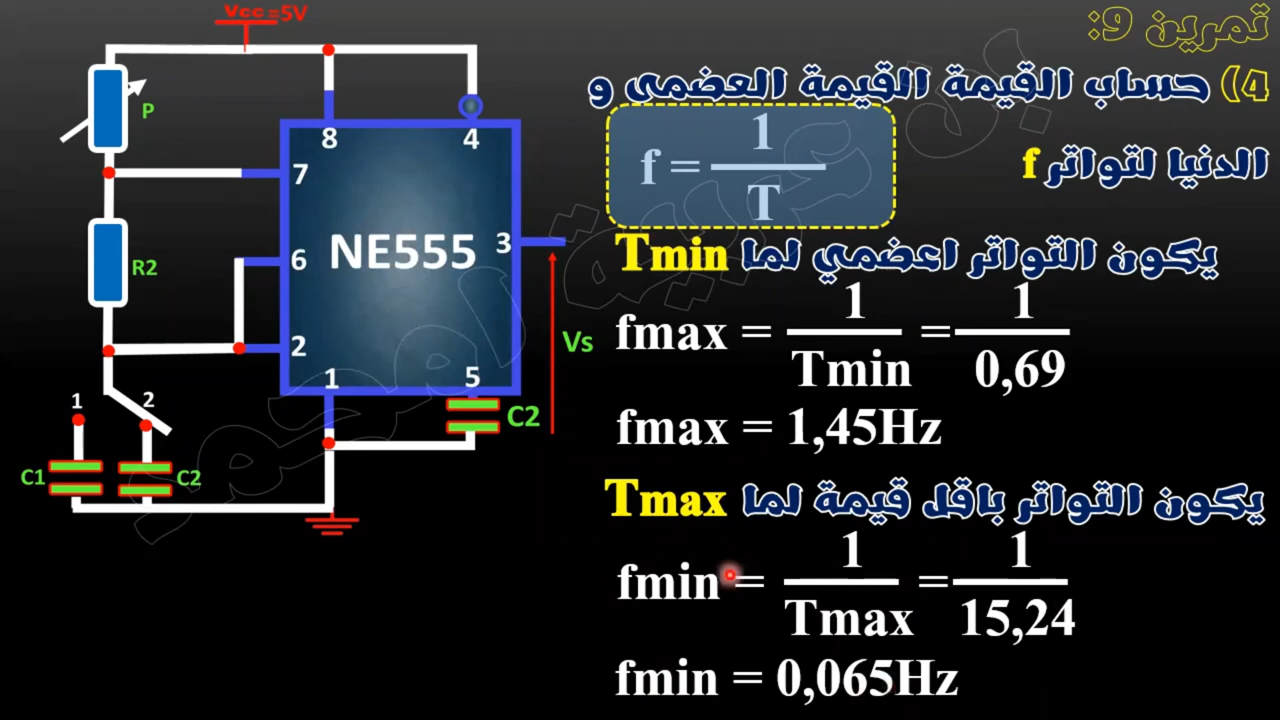 تمرين 9:
4) حساب القيمة القيمة العضمى و
الدنيا لتواتر f
f = 1 / T
يكون التواتر اعضمي لما Tmin
fmax = 1 / Tmin = 1 / 0,69
fmax = 1,45Hz
يكون التواتر باقل قيمة لما Tmax
fmin = 1 / Tmax = 1 / 15,24
fmin = 0,065Hz
Vcc =5V
P
R2
8
4
7
6
NE555
3
2
1
5
Vs
C2
1
2
C1
C2